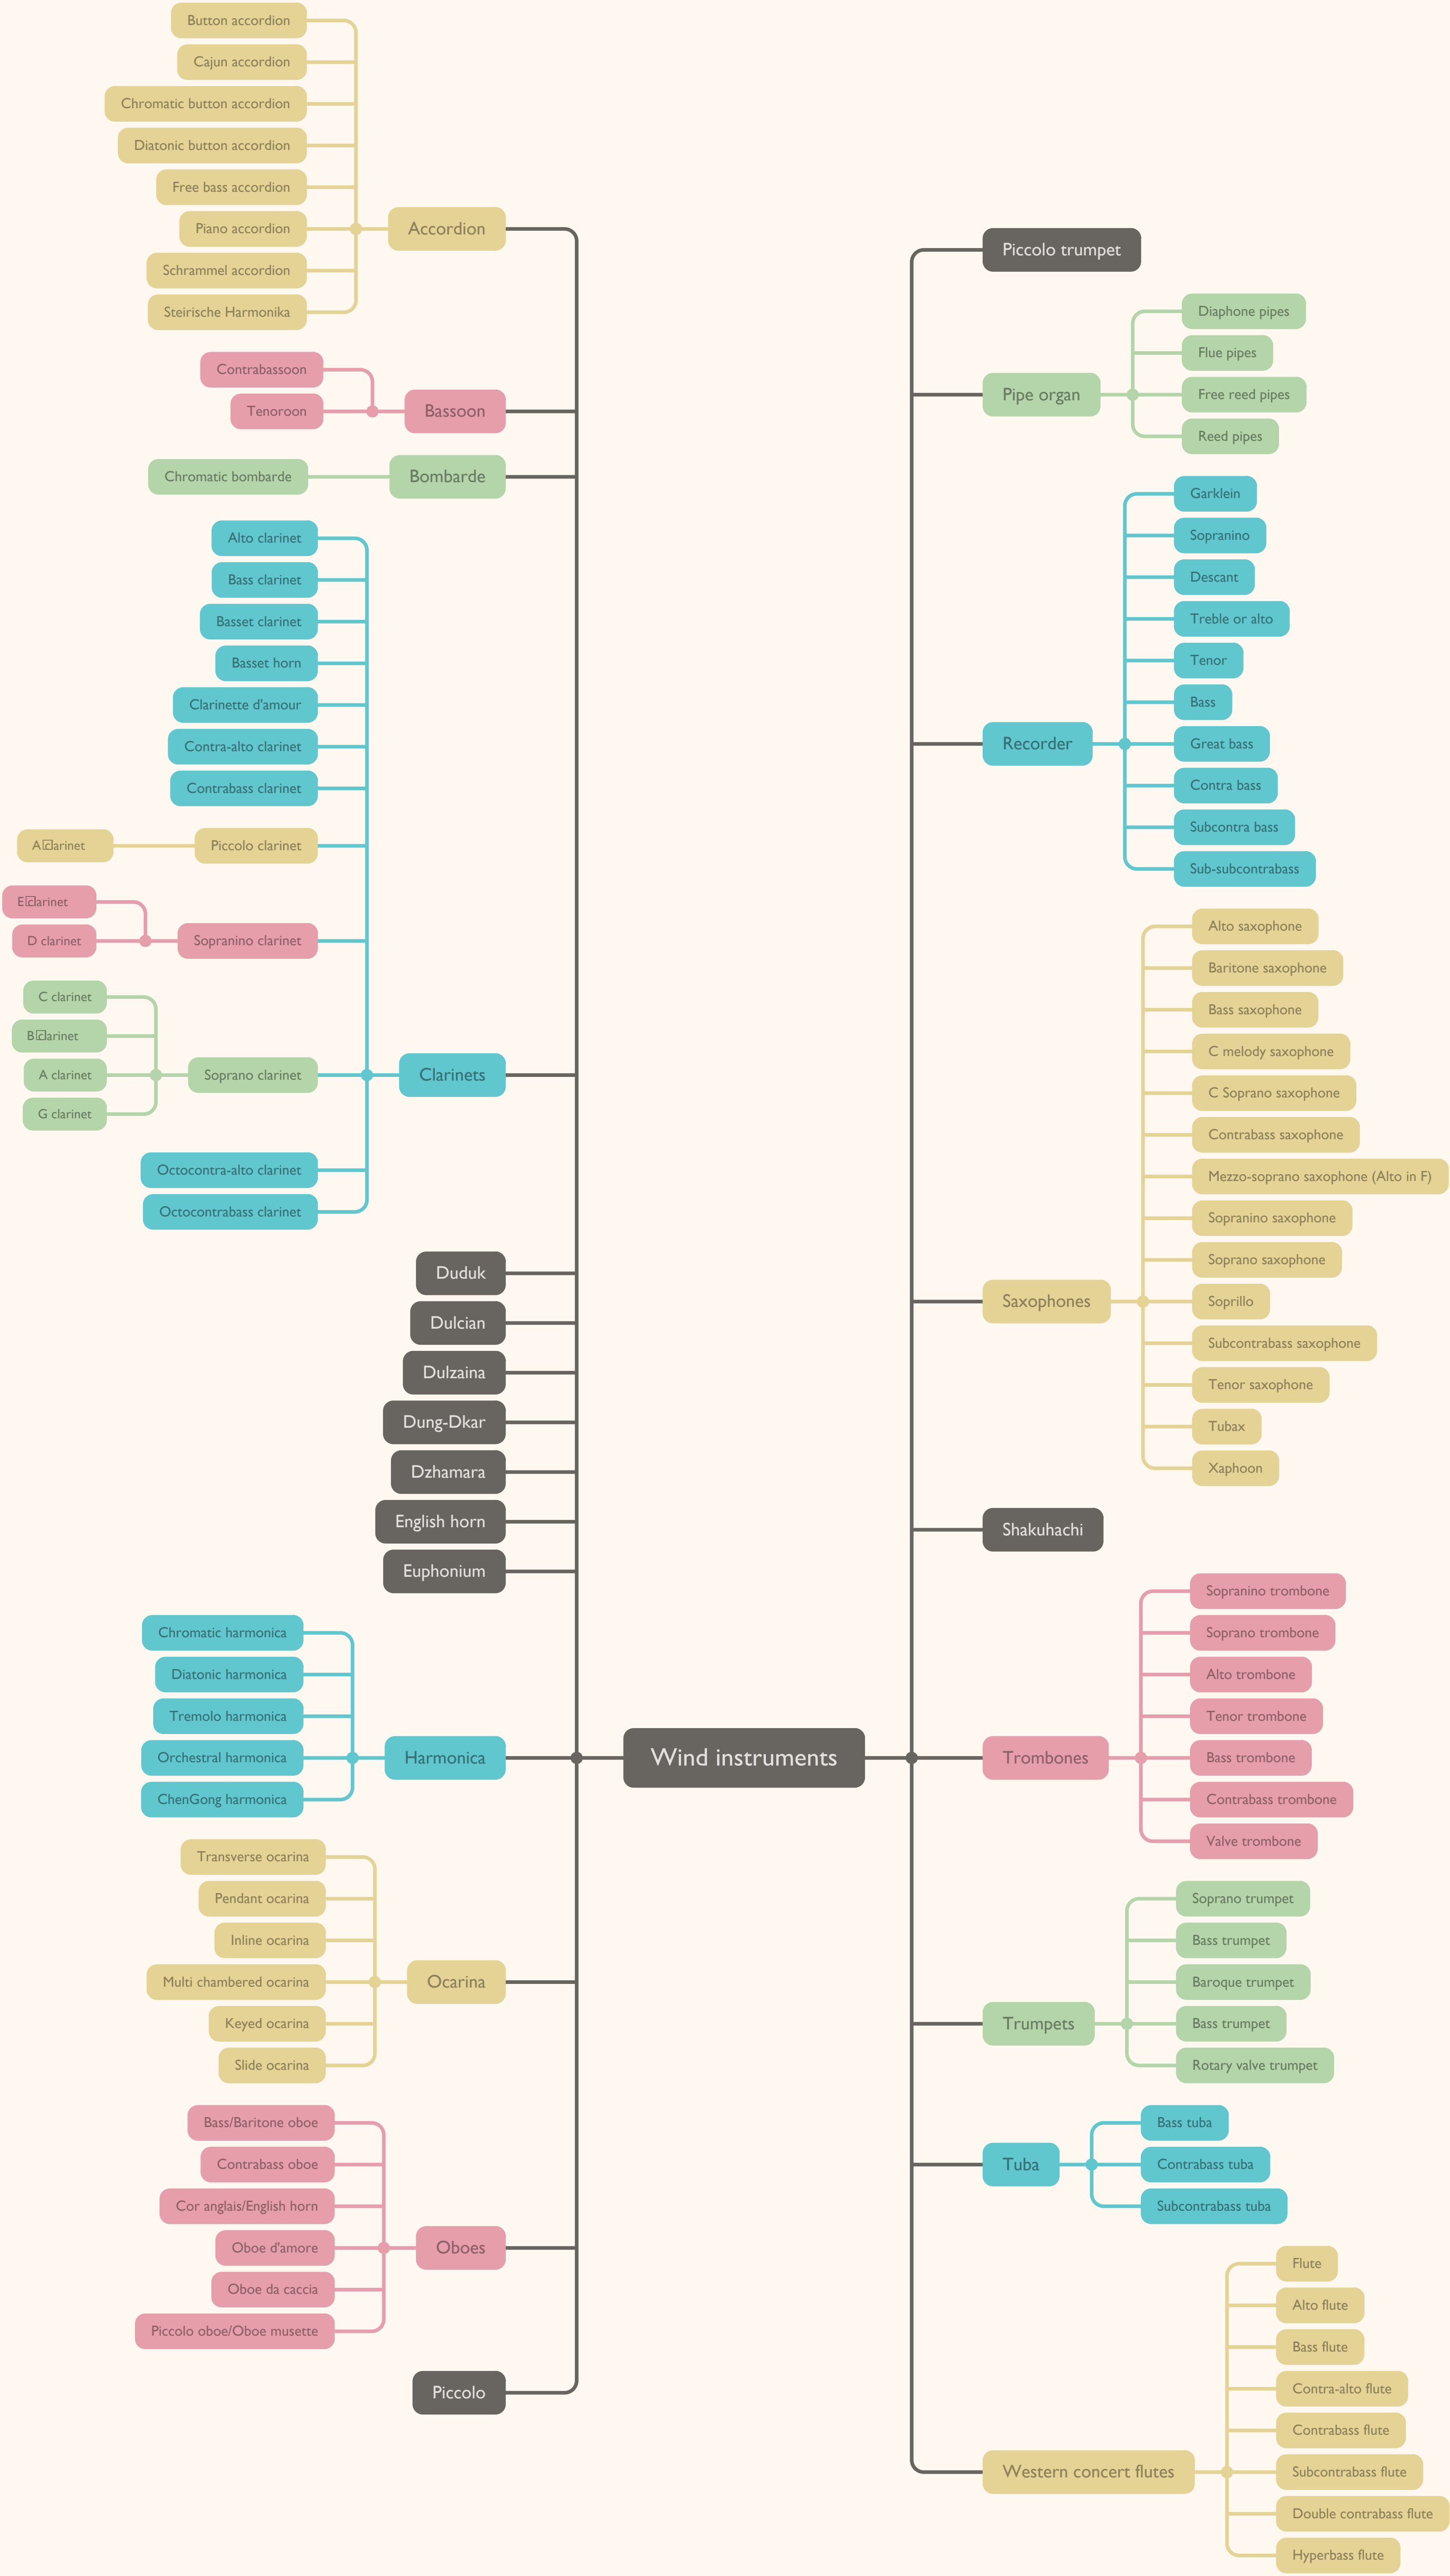 Button accordion
Cajun accordion
Chromatic button accordion
Diatonic button accordion
Free bass accordion
Piano accordion
Schrammel accordion
Steirische Harmonika
Accordion
Contrabassoon
Tenoroon
Bassoon
Chromatic bombarde
Bombarde
Alto clarinet
Bass clarinet
Basset clarinet
Basset horn
Clarinette d'amour
Contra-alto clarinet
Contrabass clarinet
A clarinet
Piccolo clarinet
E clarinet
D clarinet
Sopranino clarinet
C clarinet
B clarinet
A clarinet
G clarinet
Soprano clarinet
Octocontra-alto clarinet
Octocontrabass clarinet
Clarinets
Duduk
Dulcian
Dulzaina
Dung-Dkar
Dzhamara
English horn
Euphonium
Chromatic harmonica
Diatonic harmonica
Tremolo harmonica
Orchestral harmonica
ChenGong harmonica
Harmonica
Transverse ocarina
Pendant ocarina
Inline ocarina
Multi chambered ocarina
Keyed ocarina
Slide ocarina
Ocarina
Bass/Baritone oboe
Contrabass oboe
Cor anglais/English horn
Oboe d'amore
Oboe da caccia
Piccolo oboe/Oboe musette
Oboes
Piccolo
Wind instruments
Piccolo trumpet
Pipe organ
Diaphone pipes
Flue pipes
Free reed pipes
Reed pipes
Recorder
Garklein
Sopranino
Descant
Treble or alto
Tenor
Bass
Great bass
Contra bass
Subcontra bass
Sub-subcontrabass
Saxophones
Alto saxophone
Baritone saxophone
Bass saxophone
C melody saxophone
C Soprano saxophone
Contrabass saxophone
Mezzo-soprano saxophone (Alto in F)
Sopranino saxophone
Soprano saxophone
Soprillo
Subcontrabass saxophone
Tenor saxophone
Tubax
Xaphoon
Shakuhachi
Trombones
Sopranino trombone
Soprano trombone
Alto trombone
Tenor trombone
Bass trombone
Contrabass trombone
Valve trombone
Trumpets
Soprano trumpet
Bass trumpet
Baroque trumpet
Bass trumpet
Rotary valve trumpet
Tuba
Bass tuba
Contrabass tuba
Subcontrabass tuba
Western concert flutes
Flute
Alto flute
Bass flute
Contra-alto flute
Contrabass flute
Subcontrabass flute
Double contrabass flute
Hyperbass flute